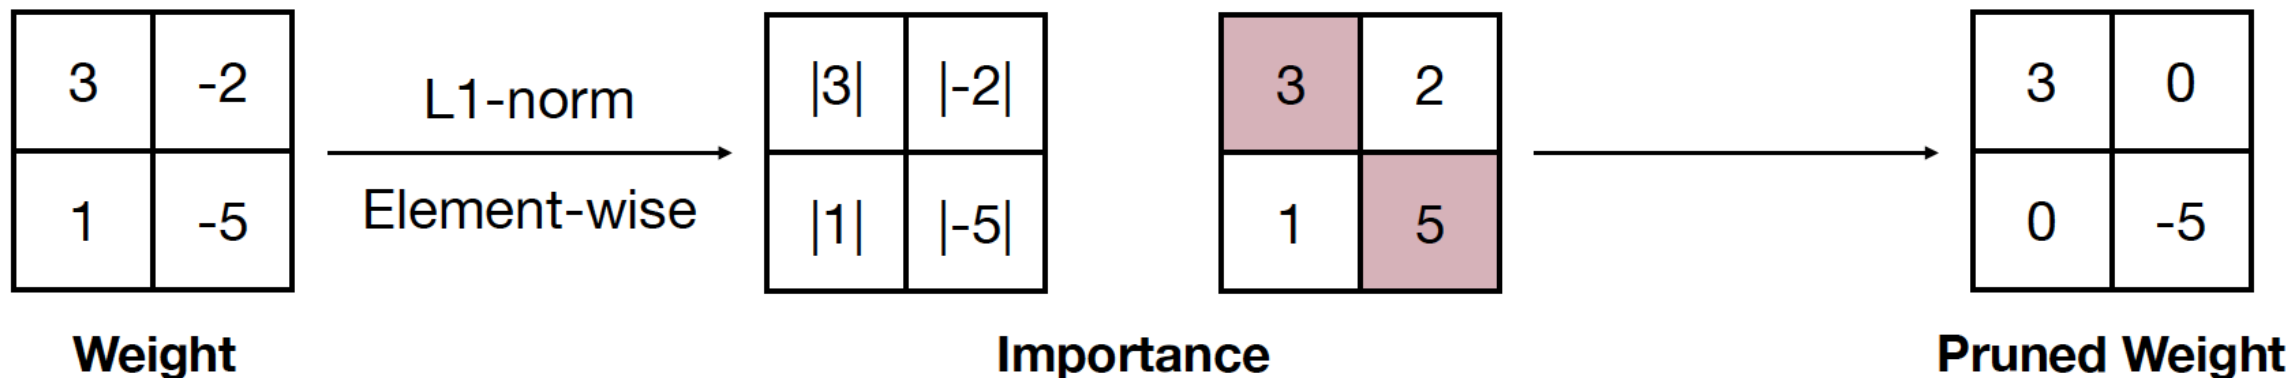 3 -2
1 -5
Weight
L1-norm
Element-wise
|3| |-2|
|1| |-5|
3 2
1 5
Importance
3 0
0 -5
Pruned Weight